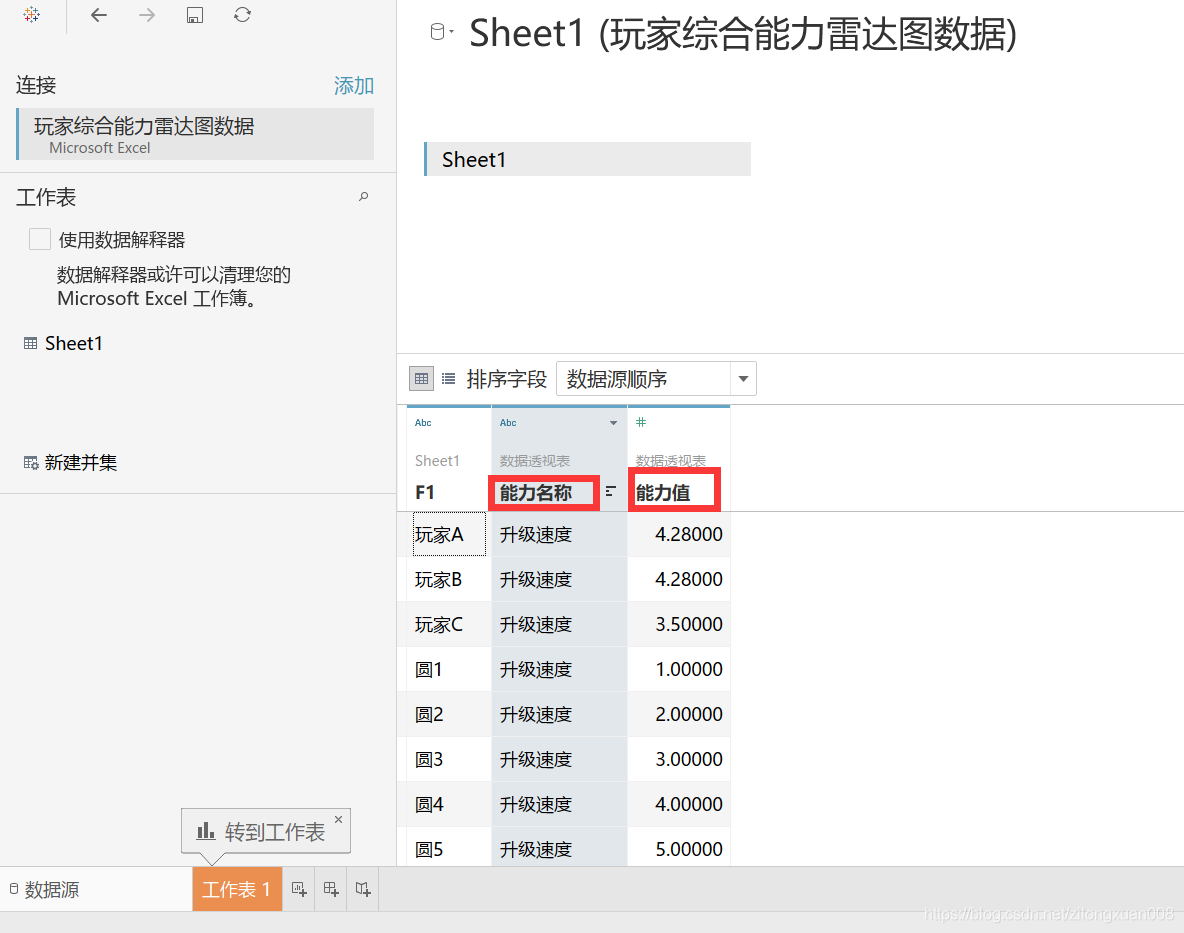 Sheet1 (玩家综合能力雷达图数据)
连接
添加
玩家综合能力雷达图数据
Microsoft Excel
工作表
使用数据解释器
数据解释器或许可以清理您的
Microsoft Excel 工作簿。
Sheet1
新建并集
Sheet1
排序字段 数据源顺序
Abc Abc #
Sheet1 数据透视表 数据透视表
F1 能力名称 能力值
玩家A 升级速度 4.28000
玩家B 升级速度 4.28000
玩家C 升级速度 3.50000
圆1 升级速度 1.00000
圆2 升级速度 2.00000
圆3 升级速度 3.00000
圆4 升级速度 4.00000
圆5 升级速度 5.00000
转到工作表
数据源 工作表 1
https://blog.csdn.net/zilongxuan008